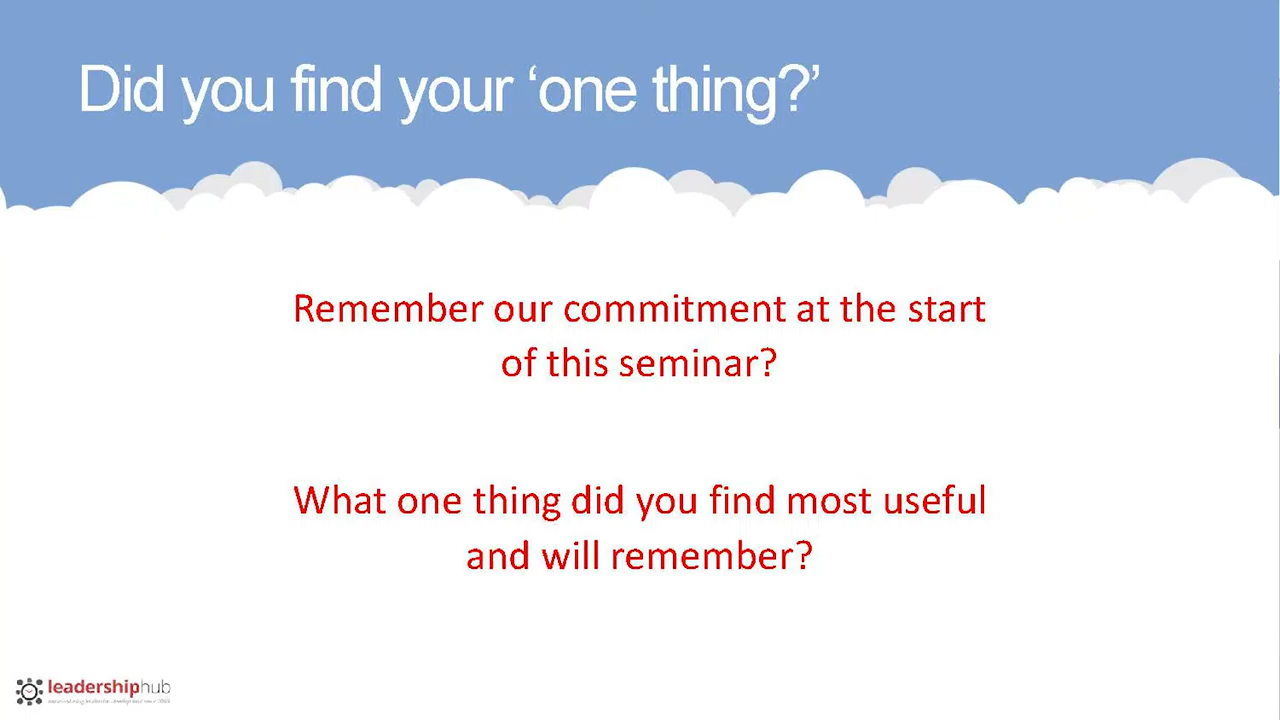 Did you find your ‘one thing?’
Remember our commitment at the start
of this seminar?
What one thing did you find most useful
and will remember?
leadershiphub